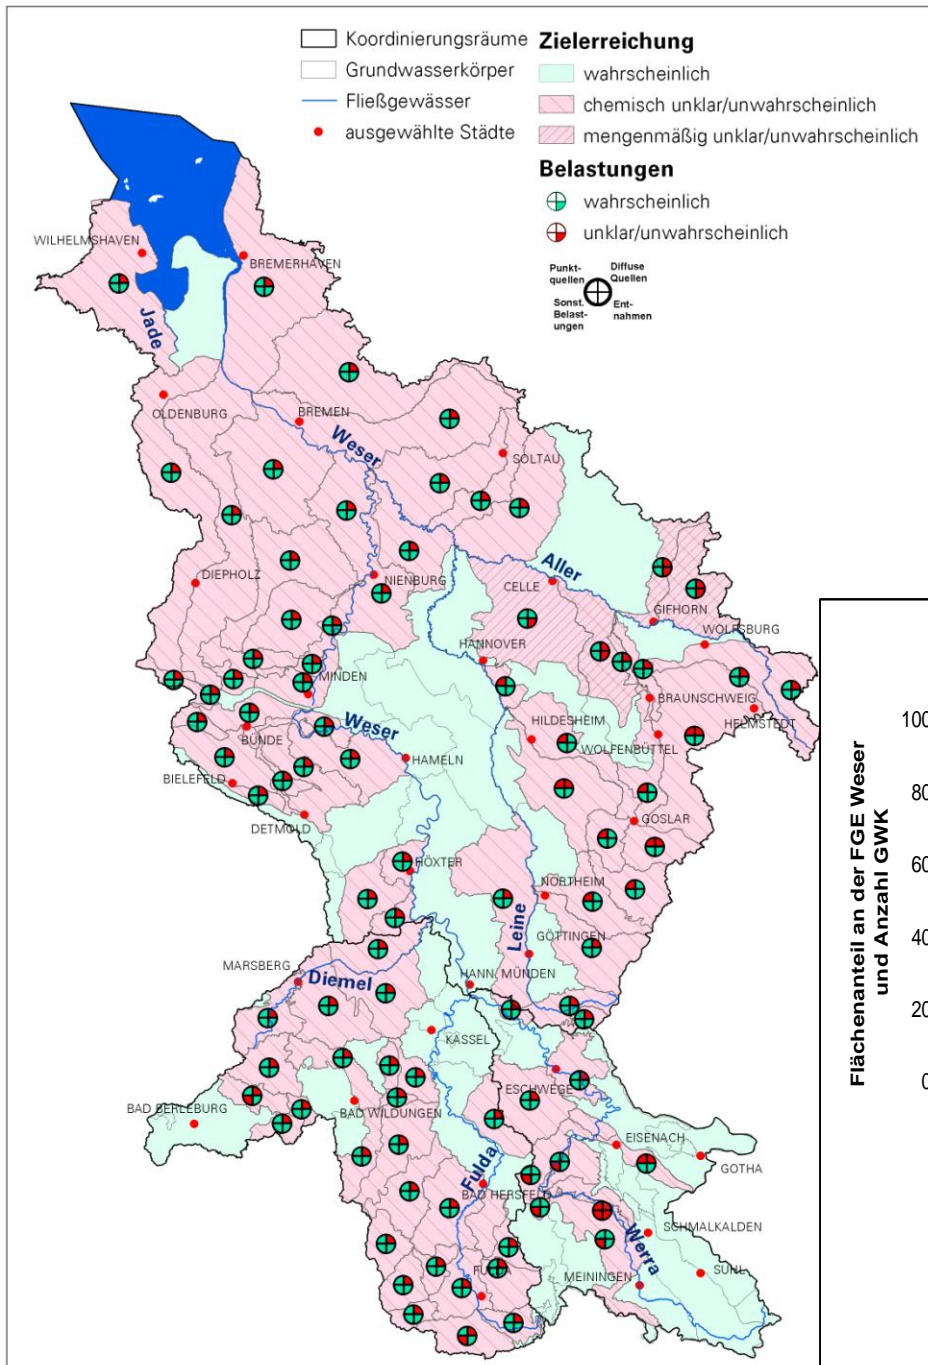 Koordinierungsräume
Grundwasserkörper
Fließgewässer
ausgewählte Städte
Zielerreichung
wahrscheinlich
chemisch unklar/unwahrscheinlich
mengenmäßig unklar/unwahrscheinlich
Belastungen
wahrscheinlich
unklar/unwahrscheinlich
Punkt-
quellen
Diffuse
Quellen
Sonst.
Belast-
ungen
Ent-
nahmen
WILHELMSHAVEN
BREMERHAVEN
Jade
OLDENBURG
BREMEN
Weser
SOLTAU
Aller
DIEPHOLZ
NIENBURG
CELLE
GIFHORN
WOLFSBURG
HANNOVER
MINDEN
BRAUNSCHWEIG
HELMSTEDT
Weser
HILDESHEIM
WOLFENBÜTTEL
BÜNDE
HAMELN
BIELEFELD
DETMOLD
GOSLAR
HÖXTER
NORTHEIM
Leine
GÖTTINGEN
MARSBERG
Diemel
HANN. MÜNDEN
KASSEL
ESCHWEGE
BAD BERLEBURG
BAD WILDUNGEN
EISENACH
GOTHA
Fulda
BAD HERSFELD
SCHMALKALDEN
Werra
MEININGEN
SUHL
Flächenanteil an der FGE Weser
und Anzahl GWK
100
80
60
40
20
0